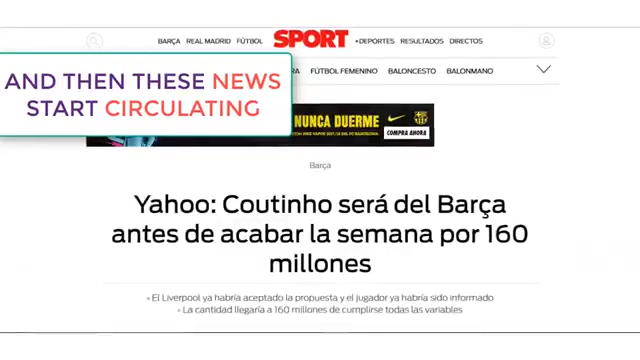 BARÇA REAL MADRID FÚTBOL SPORT +DEPORTES RESULTADOS DIRECTOS
AND THEN THESE NEWS
START CIRCULATING
FÚTBOL FEMENINO BALONCESTO BALONMANO
NUNCA DUERME
COMPRA AHORA
Barça
Yahoo: Coutinho será del Barça
antes de acabar la semana por 160
millones
El Liverpool ya habría aceptado la propuesta y el jugador ya habría sido informado
La cantidad llegaría a 160 millones de cumplirse todas las variables